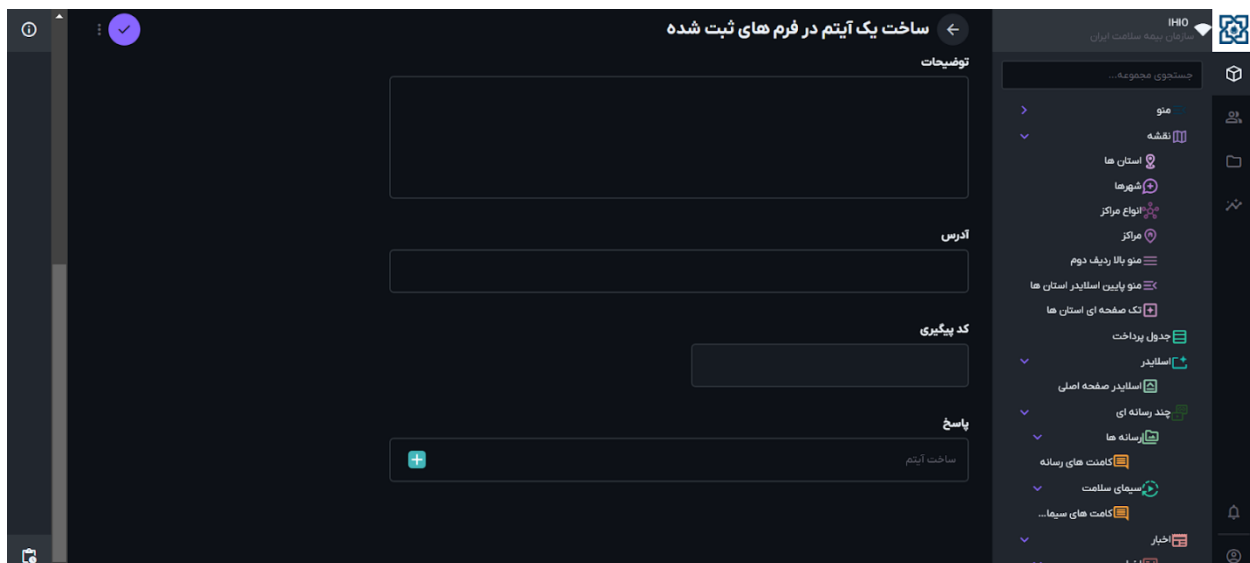 IHIO
سازمان بیمه سلامت ایران
جستجوی مجموعه...
منو
نقشه
استان ها
شهرها
انواع مراکز
مراکز
منو بالا ردیف دوم
منو پایین اسلایدر استان ها
تک صفحه ای استان ها
جدول پرداخت
اسلایدر
اسلایدر صفحه اصلی
چند رسانه ای
رسانه ها
کامنت های رسانه
سیمای سلامت
کامت های سیما...
اخبار
ساخت یک آیتم در فرم های ثبت شده
توضیحات
آدرس
کد پیگیری
پاسخ
ساخت آیتم